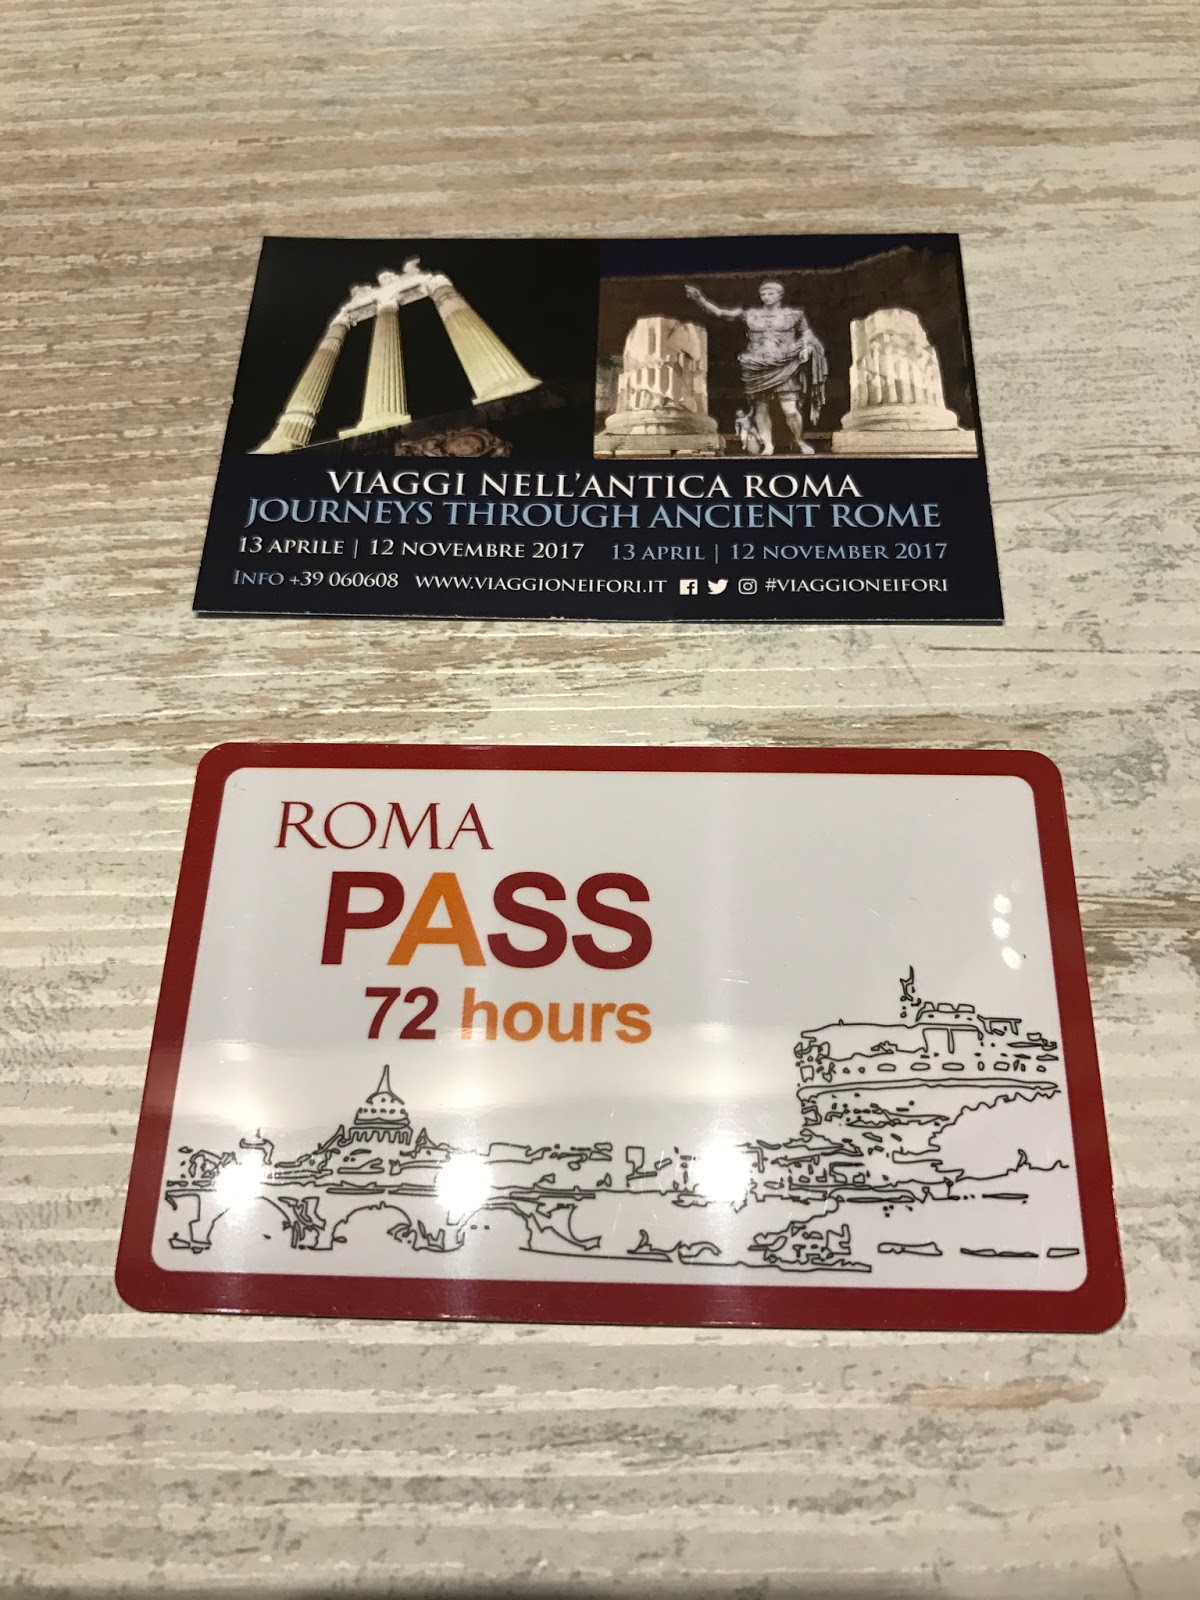 VIAGGI NELL'ANTICA ROMA
JOURNEYS THROUGH ANCIENT ROME
13 APRILE | 12 NOVEMBRE 2017 13 APRIL | 12 NOVEMBER 2017
INFO +39 060608 WWW.VIAGGIONEIFORI.IT #VIAGGIONEIFORI
ROMA
PASS
72 hours